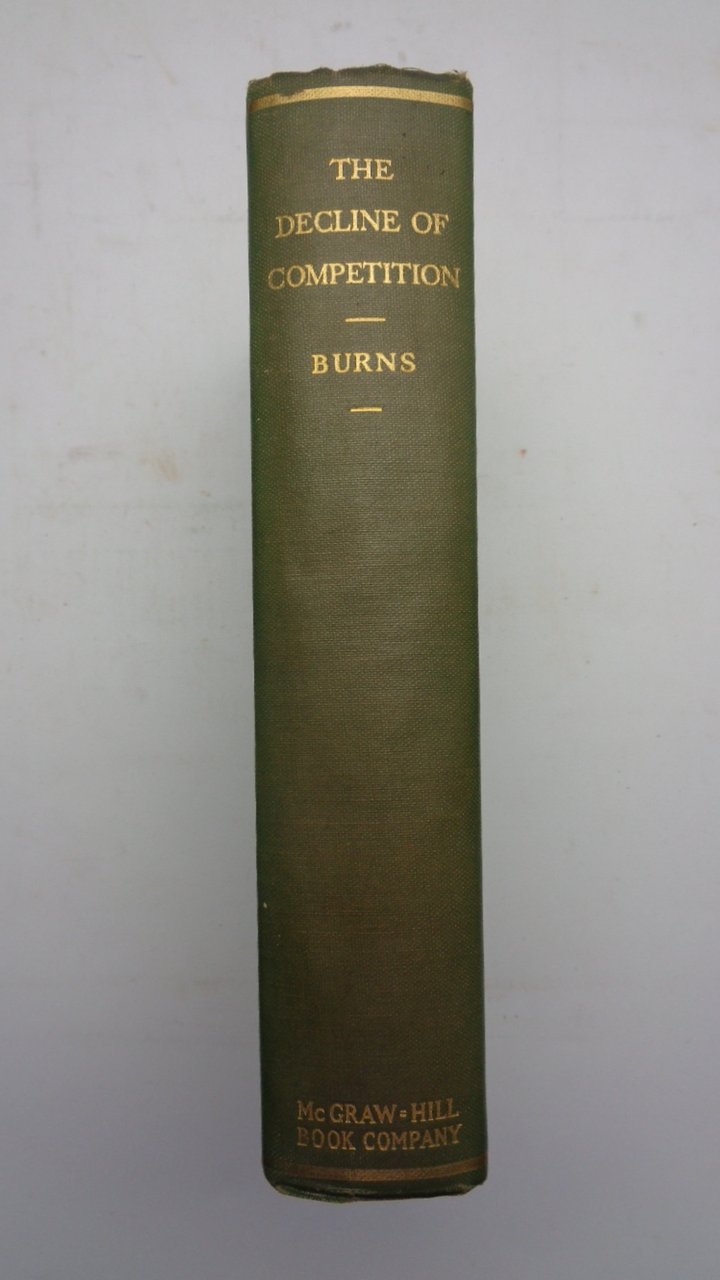 THE
DECLINE OF
COMPETITION
BURNS
McGRAW=HILL
BOOK COMPANY